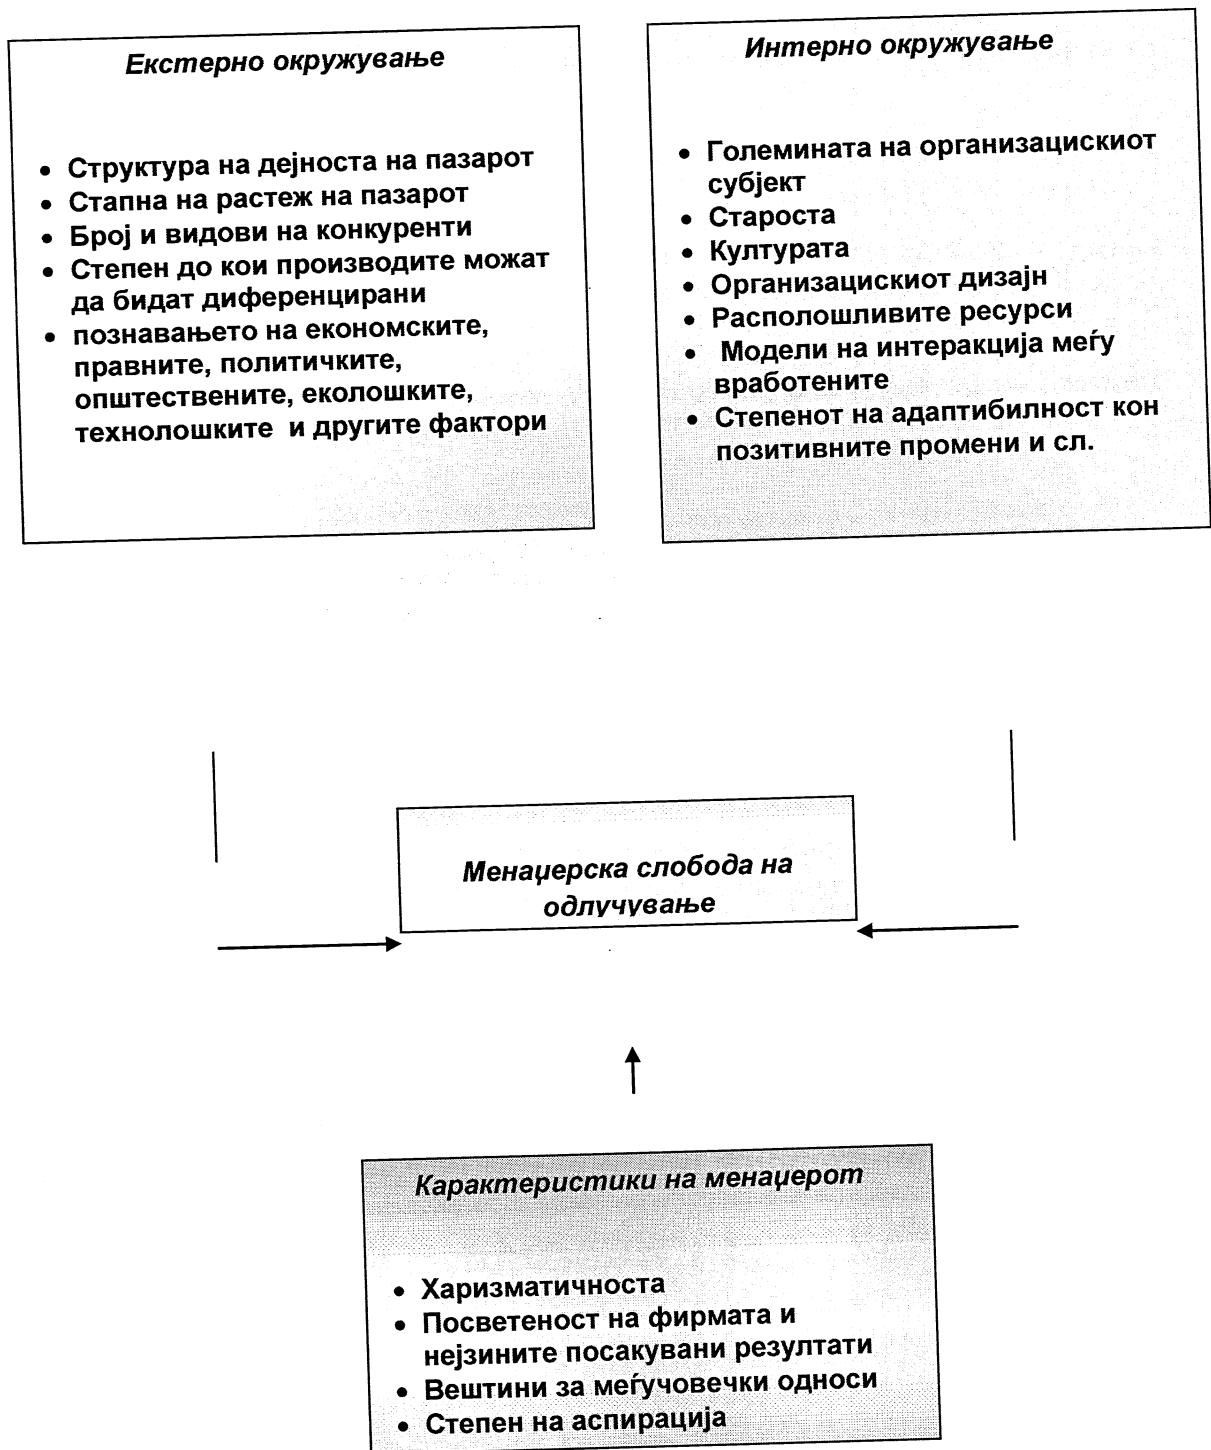 Екстерно окружување
• Структура на дејноста на пазарот
• Стапна на растеж на пазарот
• Број и видови на конкуренти
• Степен до кои производите можат
да бидат диференцирани
• познавањето на економските,
правните, политичките,
општествените, еколошките,
технолошките и другите фактори
Интерно окружување
• Големината на организацискиот
субјект
• Староста
• Културата
• Организацискиот дизајн
• Располошливите ресурси
• Модели на интеракција меѓу
вработените
• Степенот на адаптибилност кон
позитивните промени и сл.
Менаџерска слобода на
одлучување
Карактеристики на менаџерот
• Харизматичноста
• Посветеност на фирмата и
нејзините посакувани резултати
• Вештини за меѓучовечки односи
• Степен на аспирација